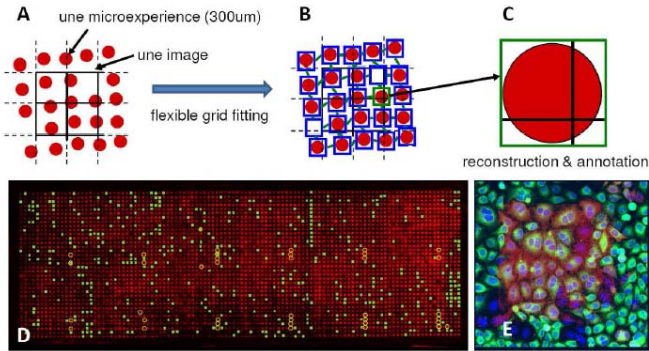 A
une microexperience (300um)
une image
flexible grid fitting
B
C
reconstruction & annotation
D
E